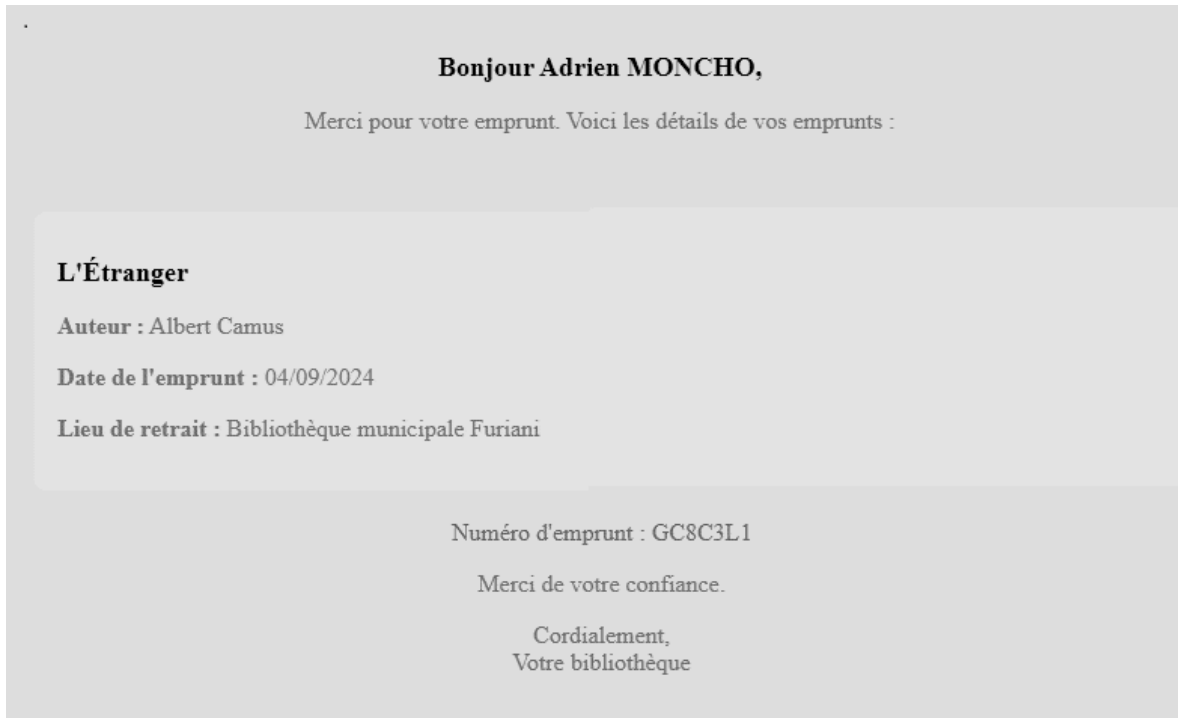 Bonjour Adrien MONCHO,
Merci pour votre emprunt. Voici les détails de vos emprunts :
L'Étranger
Auteur : Albert Camus
Date de l'emprunt : 04/09/2024
Lieu de retrait : Bibliothèque municipale Furiani
Numéro d'emprunt : GC8C3L1
Merci de votre confiance.
Cordialement,
Votre bibliothèque